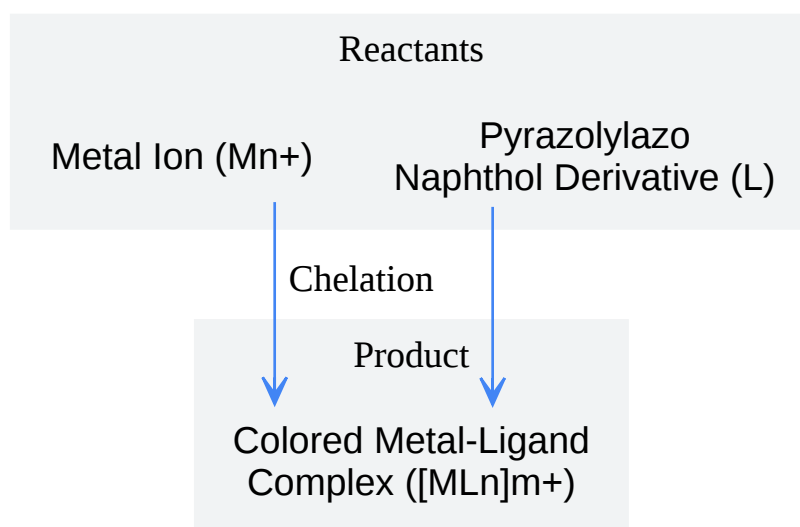 Reactants
Metal Ion (Mn+)
Pyrazolylazo
Naphthol Derivative (L)
Chelation
Product
Colored Metal-Ligand
Complex ([MLn]m+)